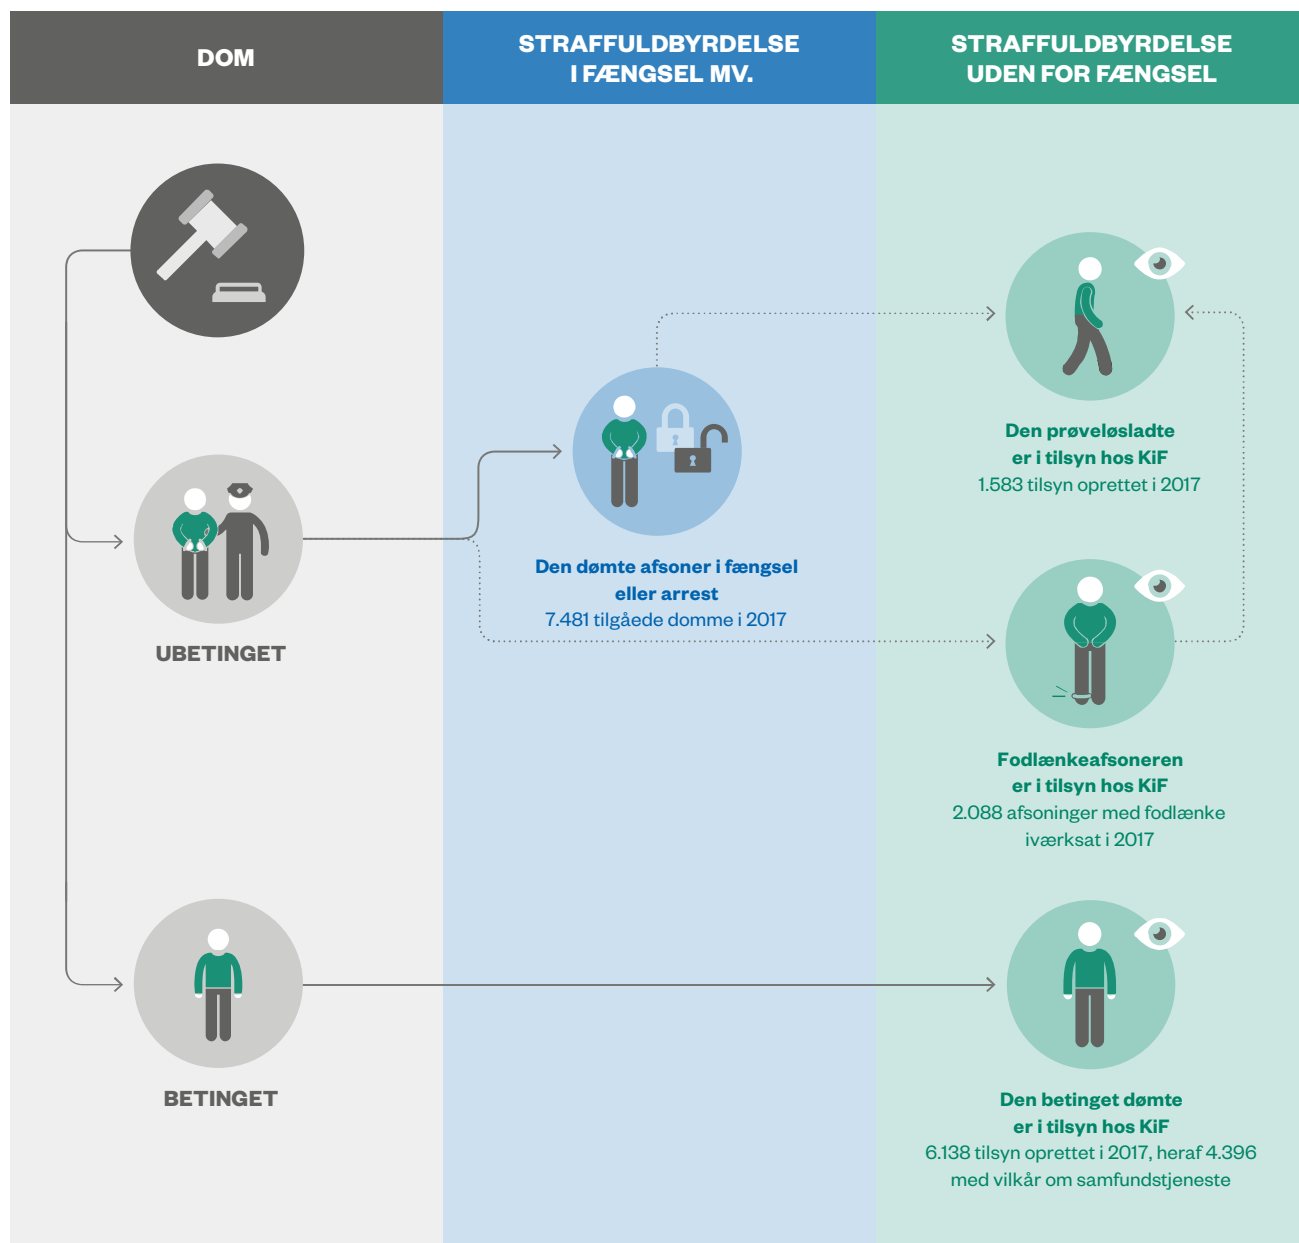 DOM
STRAFFULDBYRDELSE
I FÆNGSEL MV.
STRAFFULDBYRDELSE
UDEN FOR FÆNGSEL
UBETINGET
BETINGET
Den dømte afsoner i fængsel
eller arrest
7.481 tilgåede domme i 2017
Den prøveløsladte
er i tilsyn hos KiF
1.583 tilsyn oprettet i 2017
Fodlænkeafsoneren
er i tilsyn hos KiF
2.088 afsoninger med fodlænke
iværksat i 2017
Den betinget dømte
er i tilsyn hos KiF
6.138 tilsyn oprettet i 2017, heraf 4.396
med vilkår om samfundstjeneste